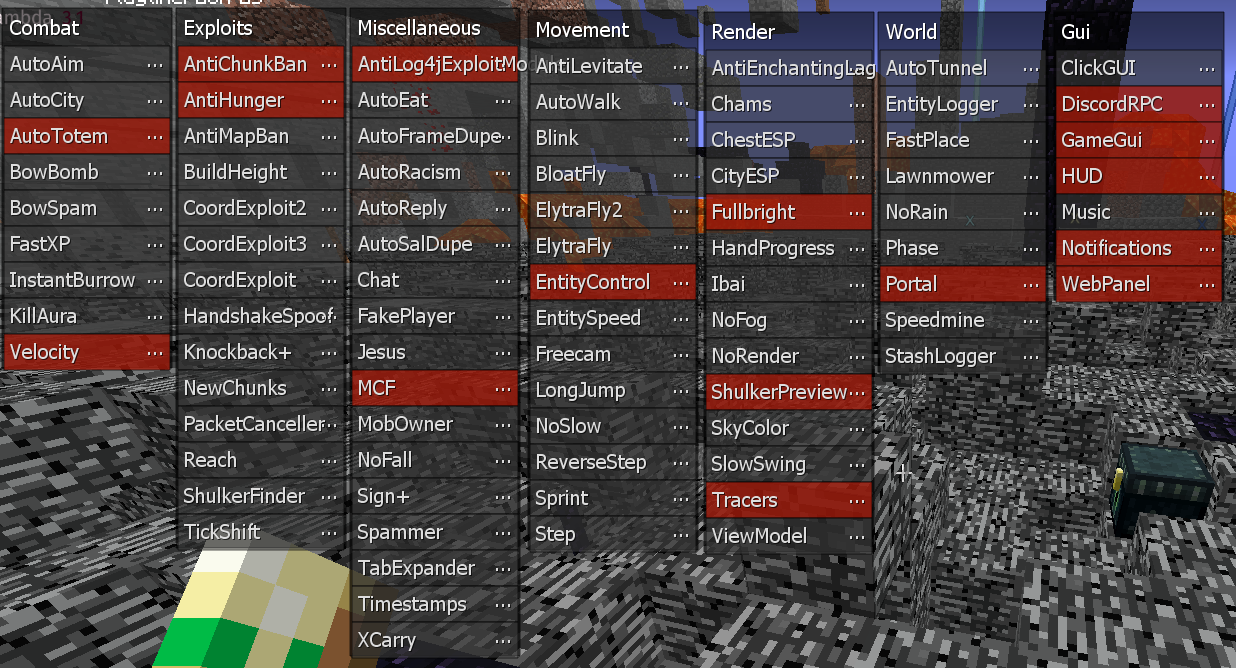 Combat
AutoAim ...
AutoCity ...
AutoTotem ...
BowBomb ...
BowSpam ...
FastXP ...
InstantBurrow ...
KillAura ...
Velocity ...
Exploits
AntiChunkBan ...
AntiHunger ...
AntiMapBan ...
BuildHeight ...
CoordExploit2 ...
CoordExploit3 ...
CoordExploit ...
HandshakeSpoof ...
Knockback+ ...
NewChunks ...
PacketCanceller ...
Reach ...
ShulkerFinder ...
TickShift ...
Miscellaneous
AntiLog4jExploitMo
AutoEat ...
AutoFrameDupe ...
AutoRacism ...
AutoReply ...
AutoSalDupe ...
Chat ...
FakePlayer ...
Jesus ...
MCF ...
MobOwner ...
NoFall ...
Sign+ ...
Spammer ...
TabExpander ...
Timestamps ...
XCarry ...
Movement
AntiLevitate ...
AutoWalk ...
Blink ...
BloatFly ...
ElytraFly2 ...
ElytraFly ...
EntityControl ...
EntitySpeed ...
Freecam ...
LongJump ...
NoSlow ...
ReverseStep ...
Sprint ...
Step ...
Render
AntiEnchantingLag
Chams ...
ChestESP ...
CityESP ...
Fullbright ...
HandProgress ...
Ibai ...
NoFog ...
NoRender ...
ShulkerPreview ...
SkyColor ...
SlowSwing ...
Tracers ...
ViewModel ...
World
AutoTunnel ...
EntityLogger ...
FastPlace ...
Lawnmower ...
NoRain ...
Phase ...
Portal ...
Speedmine ...
StashLogger ...
Gui
ClickGUI ...
DiscordRPC ...
GameGui ...
HUD ...
Music ...
Notifications ...
WebPanel ...